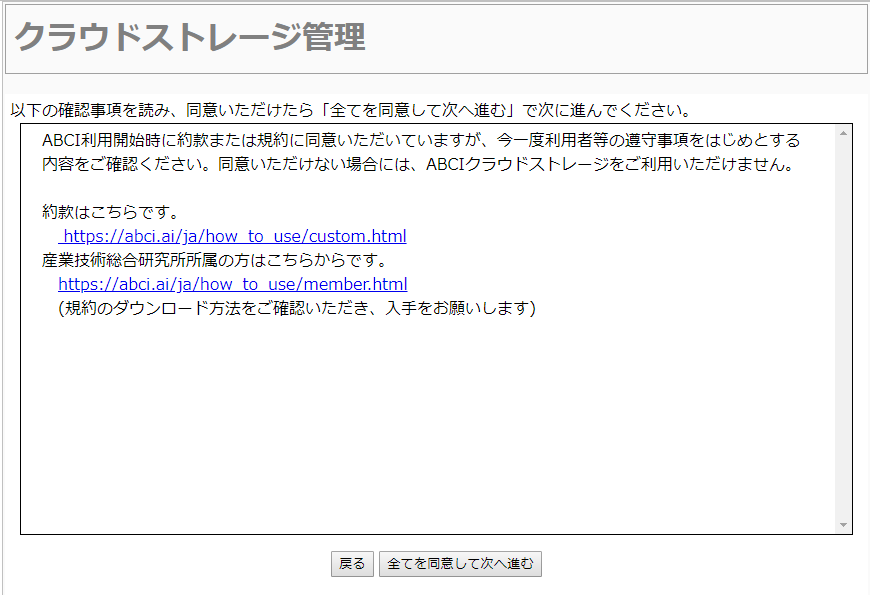 クラウドストレージ管理
以下の確認事項を読み、同意いただけたら「全てを同意して次へ進む」で次に進んでください。
ABCI利用開始時に約款または規約に同意いただいていますが、今一度利用者等の遵守事項をはじめとする
内容をご確認ください。同意いただけない場合には、ABCIクラウドストレージをご利用いただけません。
約款はこちらです。
https://abci.ai/ja/how_to_use/custom.html
産業技術総合研究所所属の方はこちらからです。
https://abci.ai/ja/how_to_use/member.html
(規約のダウンロード方法をご確認いただき、入手をお願いします)
戻る 全てを同意して次へ進む